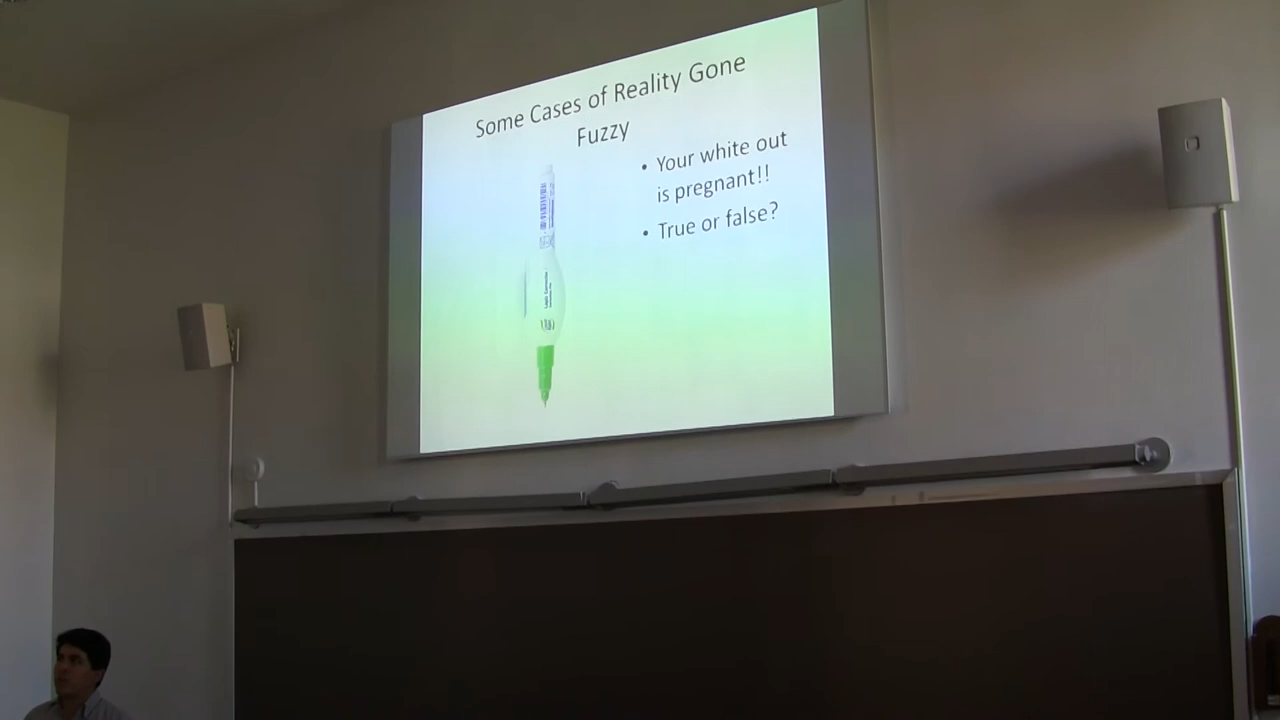 Some Cases of Reality Gone
Fuzzy
• Your white out
is pregnant!!
• True or false?